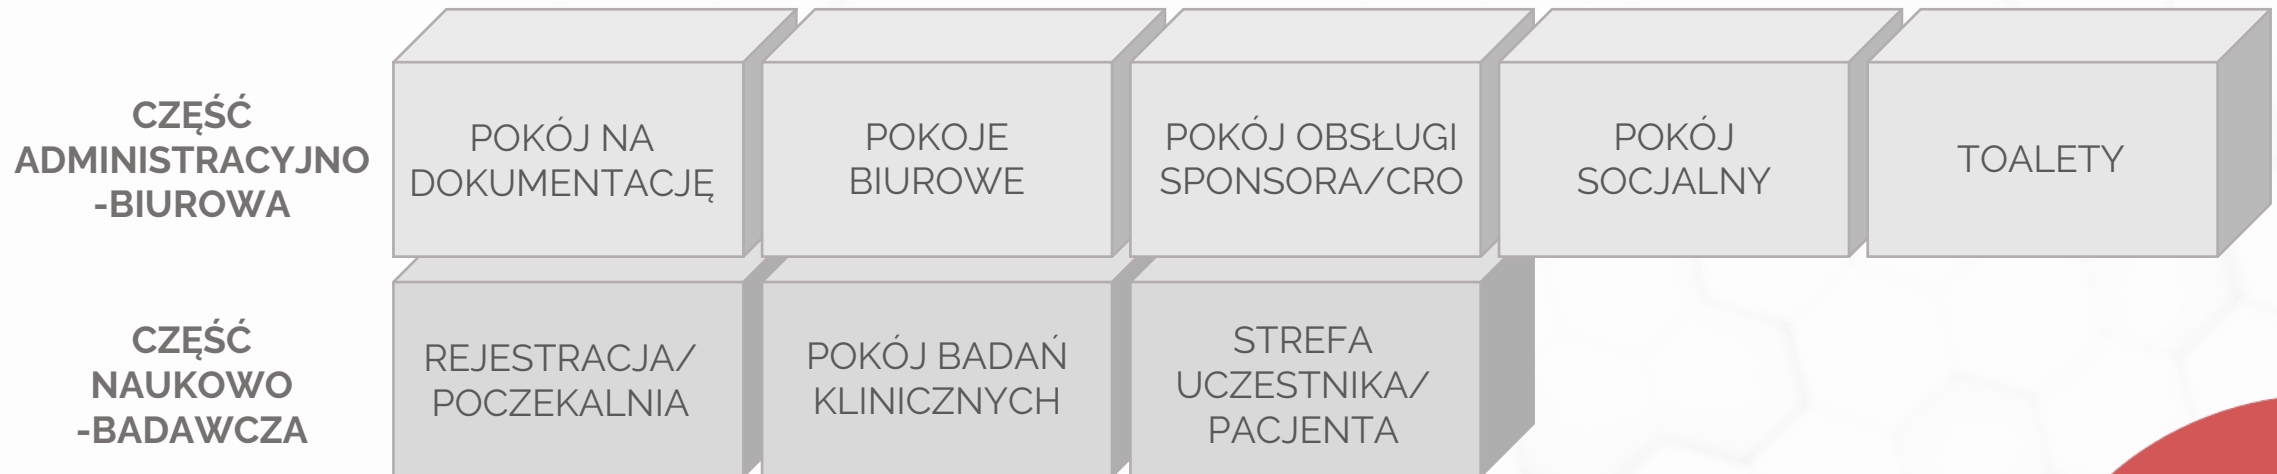 CZĘŚĆ
ADMINISTRACYJNO
-BIUROWA
POKÓJ NA
DOKUMENTACJĘ
POKOJE
BIUROWE
POKÓJ OBSŁUGI
SPONSORA/CRO
POKÓJ
SOCJALNY
TOALETY
CZĘŚĆ
NAUKOWO
-BADAWCZA
REJESTRACJA/
POCZEKALNIA
POKÓJ BADAŃ
KLINICZNYCH
STREFA
UCZESTNIKA/
PACJENTA